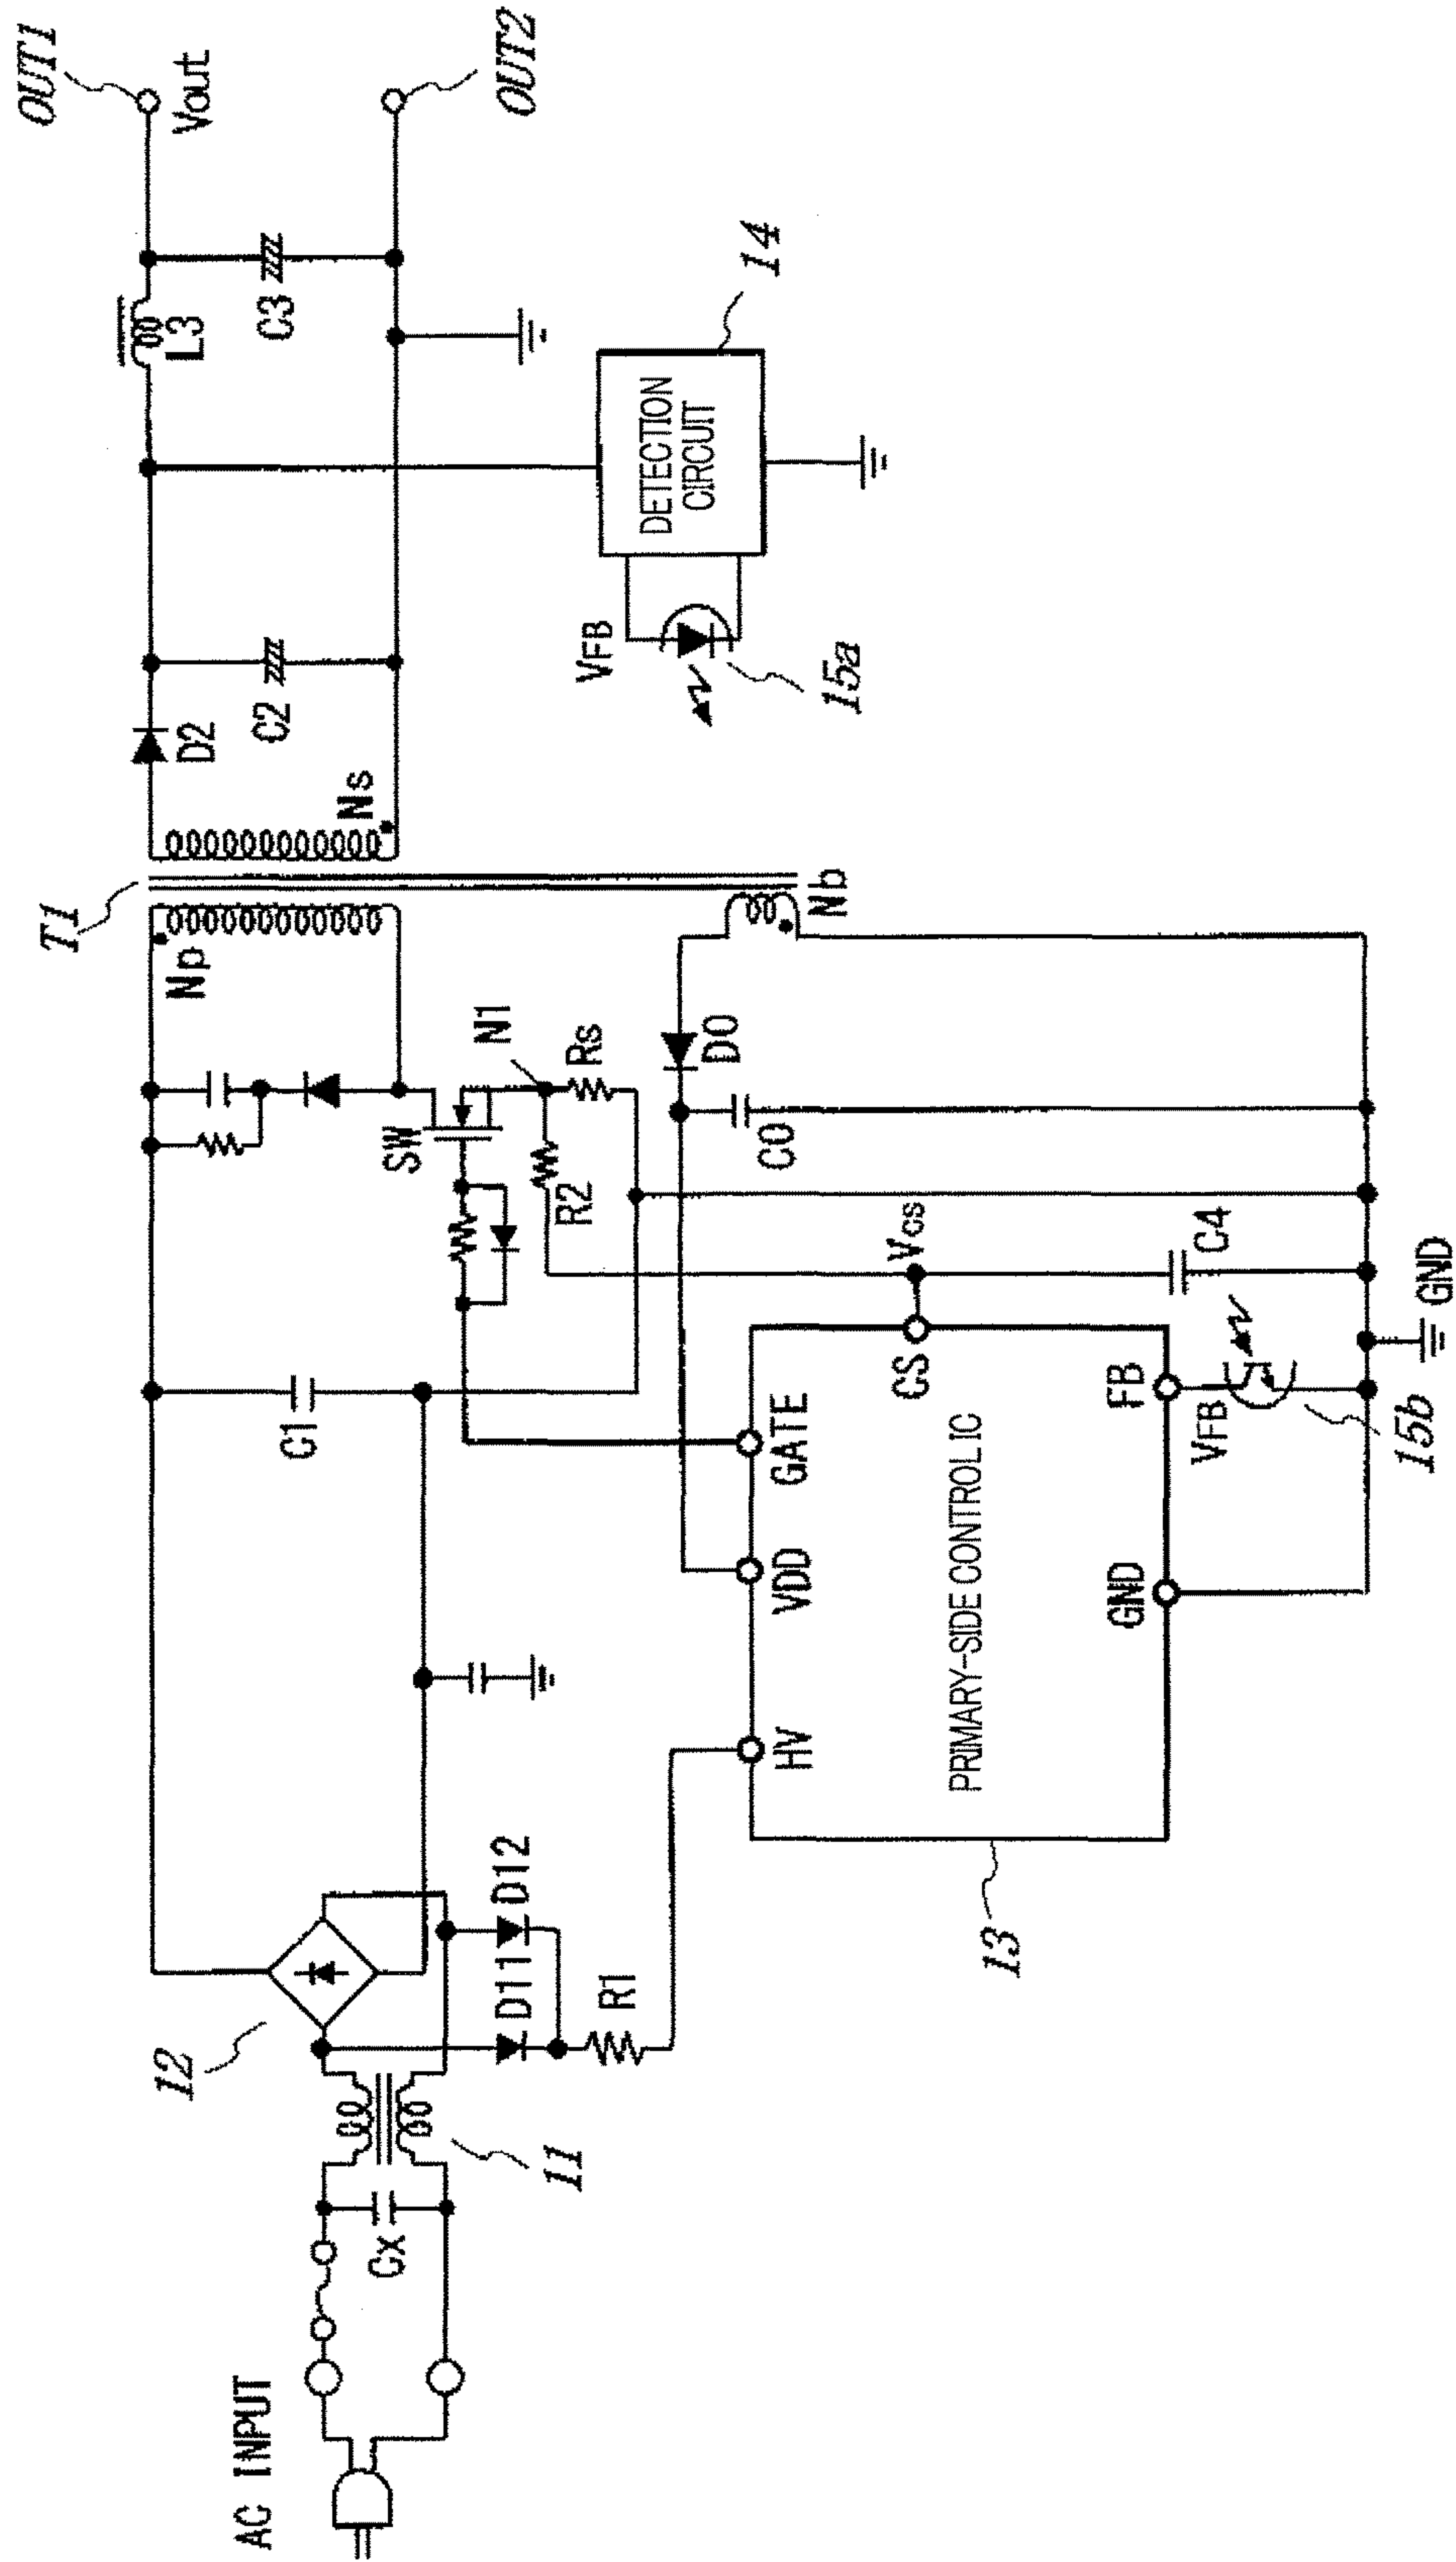 AC INPUT
Cx
11
12
D11
D12
R1
C1
T1
Np
Ns
D2
C2
L3
C3
OUT1
Vout
OUT2
SW
N1
Rs
R2
D0
Nb
C0
Vcs
C4
HV
VDD
GATE
CS
PRIMARY-SIDE CONTROLIC
GND
FB
VFB
15b
GND
13
VFB
15a
DETECTION
CIRCUIT
14